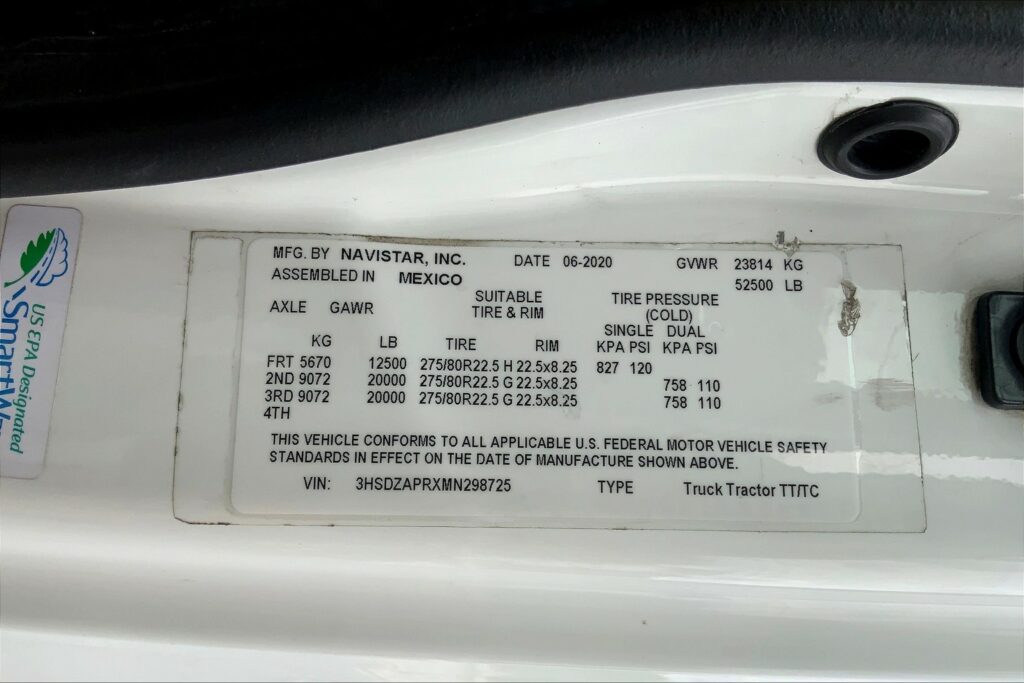 US EPA Designated
SmartWa
MFG. BY NAVISTAR, INC. DATE 06-2020 GVWR 23814 KG
ASSEMBLED IN MEXICO 52500 LB
AXLE GAWR SUITABLE TIRE & RIM TIRE PRESSURE (COLD)
SINGLE DUAL
KG LB TIRE RIM KPA PSI KPA PSI
FRT 5670 12500 275/80R22.5 H 22.5x8.25 827 120
2ND 9072 20000 275/80R22.5 G 22.5x8.25 758 110
3RD 9072 20000 275/80R22.5 G 22.5x8.25 758 110
4TH
THIS VEHICLE CONFORMS TO ALL APPLICABLE U.S. FEDERAL MOTOR VEHICLE SAFETY
STANDARDS IN EFFECT ON THE DATE OF MANUFACTURE SHOWN ABOVE.
VIN: 3HSDZAPRXMN298725 TYPE Truck Tractor TT/TC